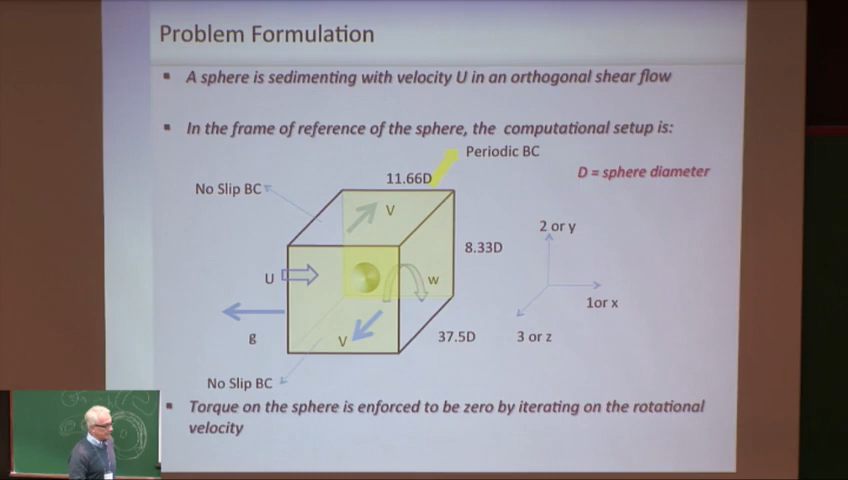 Problem Formulation
▪ A sphere is sedimenting with velocity U in an orthogonal shear flow
▪ In the frame of reference of the sphere, the computational setup is:
Periodic BC
D = sphere diameter
11.66D
No Slip BC
V
2 or y
8.33D
U
w
1or x
g
V
37.5D
3 or z
No Slip BC
▪ Torque on the sphere is enforced to be zero by iterating on the rotational
velocity